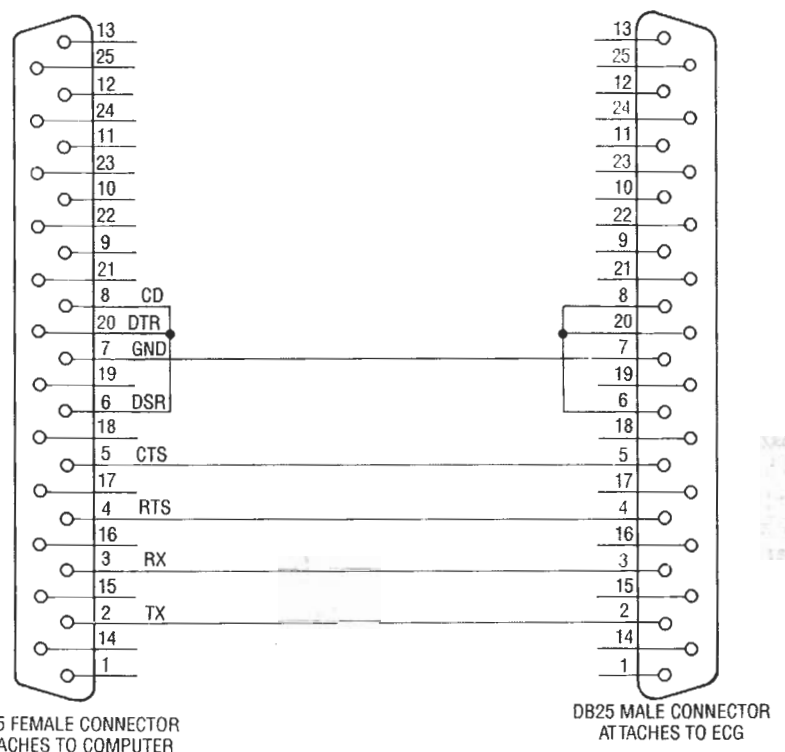 13 13
25 25
12 12
24 24
11 11
23 23
10 10
22 22
9 9
21 21
8 CD 8
20 DTR 20
7 GND 7
19 19
6 DSR 6
18 18
5 CTS 5
17 17
4 RTS 4
16 16
3 RX 3
15 15
2 TX 2
14 14
1 1
5 FEMALE CONNECTOR
ACHES TO COMPUTER
DB25 MALE CONNECTOR
ATTACHES TO ECG